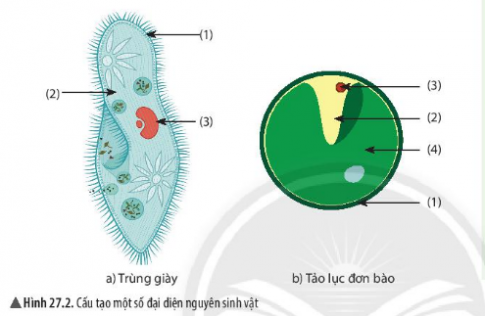 (1)
(2)
(3)
(3)
(2)
(4)
(1)
a) Trùng giày
b) Tảo lục đơn bào
▲Hình 27.2. Cấu tạo một số đại diện nguyên sinh vật